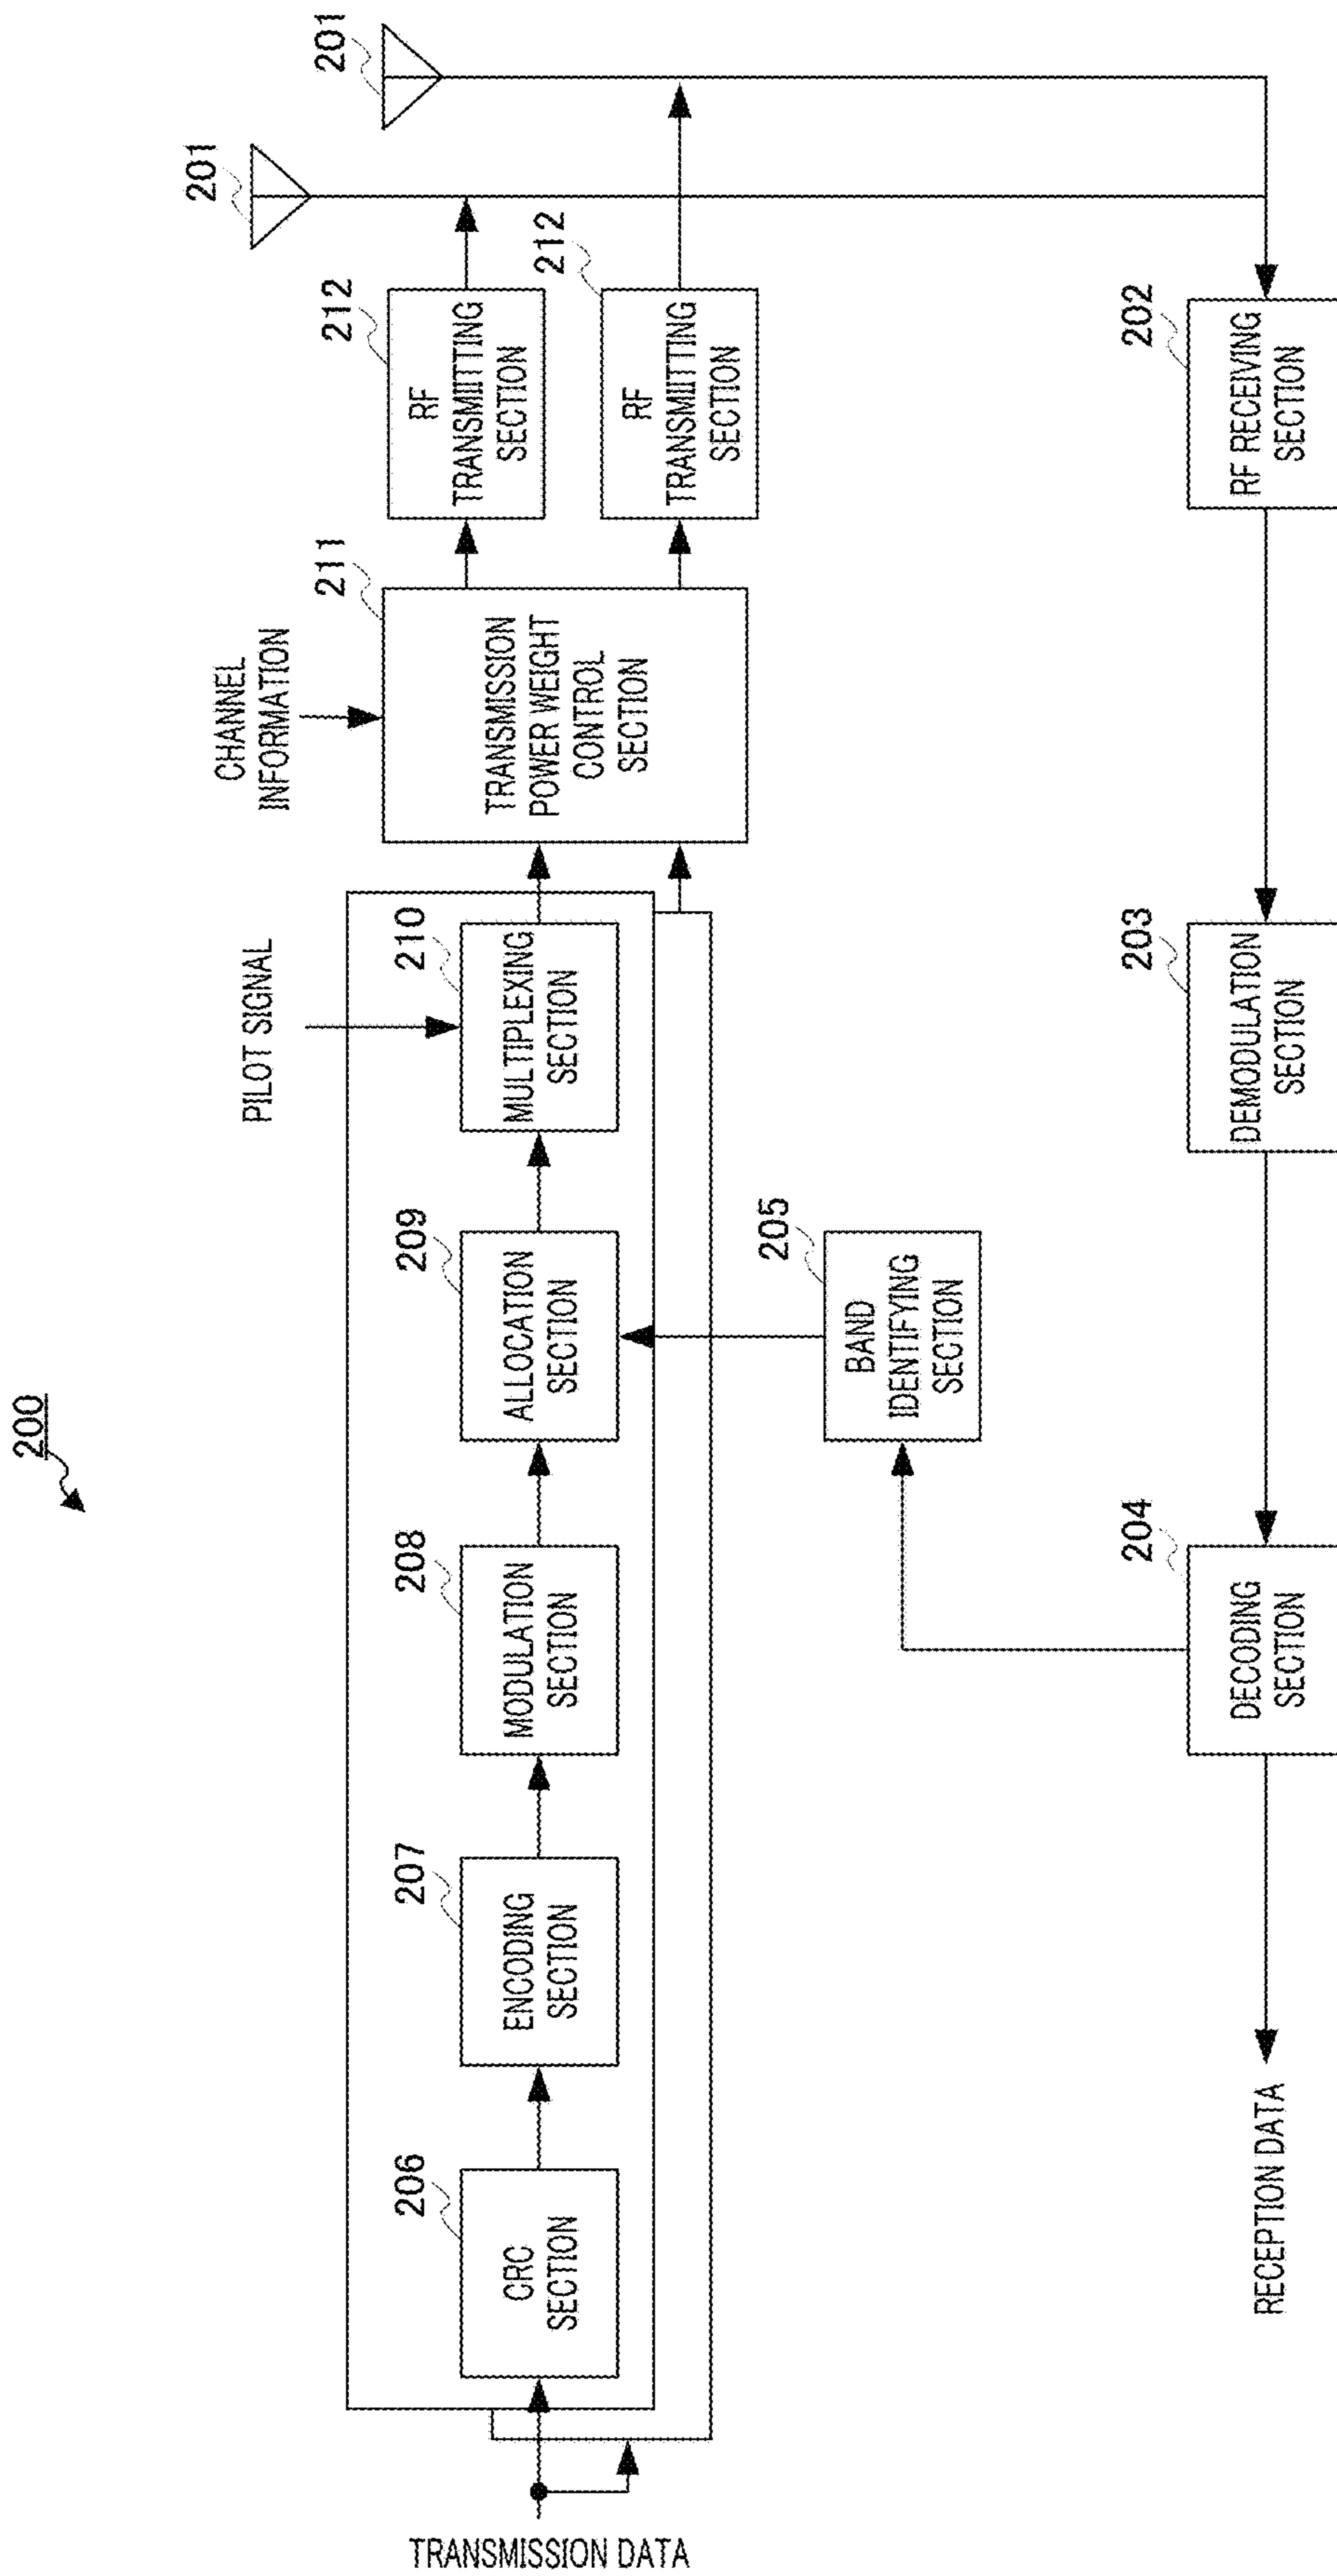 200
TRANSMISSION DATA
206
CRC
SECTION
207
ENCODING
SECTION
208
MODULATION
SECTION
209
ALLOCATION
SECTION
PILOT SIGNAL
210
MULTIPLEXING
SECTION
CHANNEL
INFORMATION
211
TRANSMISSION
POWER WEIGHT
CONTROL
SECTION
212
RF
TRANSMIITTING
SECTION
212
RF
TRANSMITTING
SECTION
201
201
205
BAND
IDENTIFYING
SECTION
RECEPTION DATA
204
DECODING
SECTION
203
DEMODULATION
SECTION
202
RF RECEIVING
SECTION